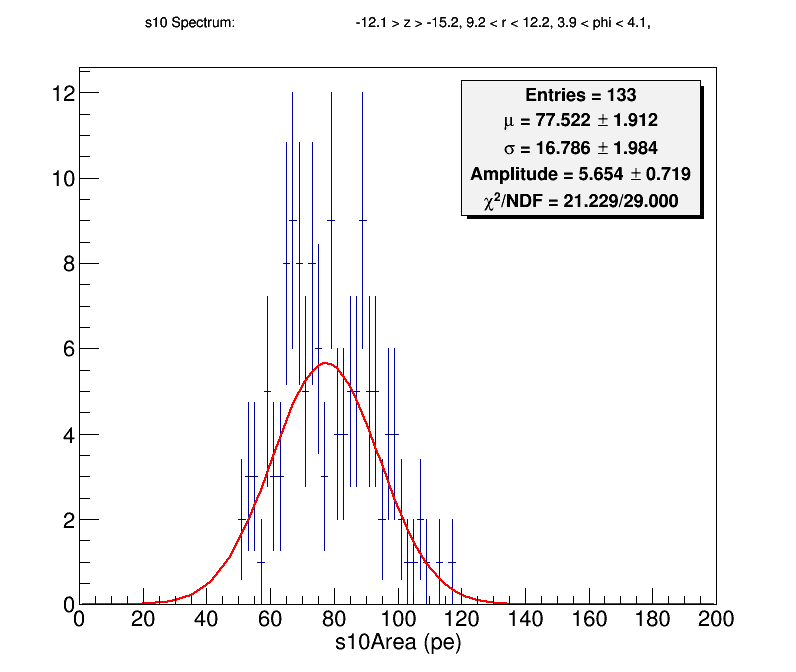 s10 Spectrum: -12.1 > z > -15.2, 9.2 < r < 12.2, 3.9 < phi < 4.1,
Entries = 133
μ = 77.522 ± 1.912
σ = 16.786 ± 1.984
Amplitude = 5.654 ± 0.719
χ²/NDF = 21.229/29.000
12
10
8
6
4
2
0
0 20 40 60 80 100 120 140 160 180 200
s10Area (pe)